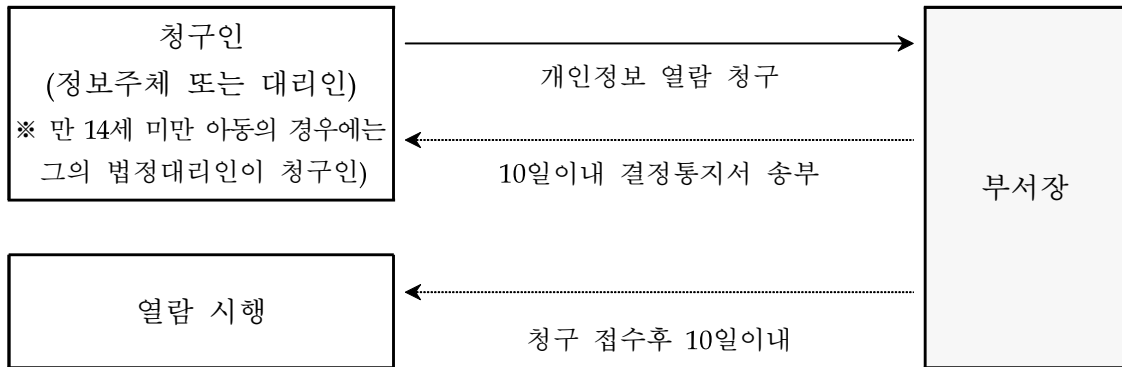 청구인
(정보주체 또는 대리인)
※ 만 14세 미만 아동의 경우에는
그의 법정대리인이 청구인)
개인정보 열람 청구
10일이내 결정통지서 송부
부서장
열람 시행
청구 접수후 10일이내